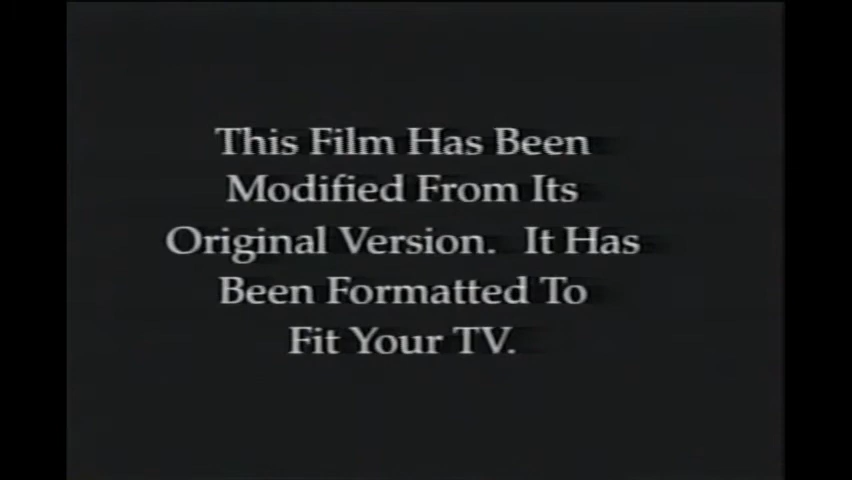 This Film Has Been
Modified From Its
Original Version.  It Has
Been Formatted To
Fit Your TV.